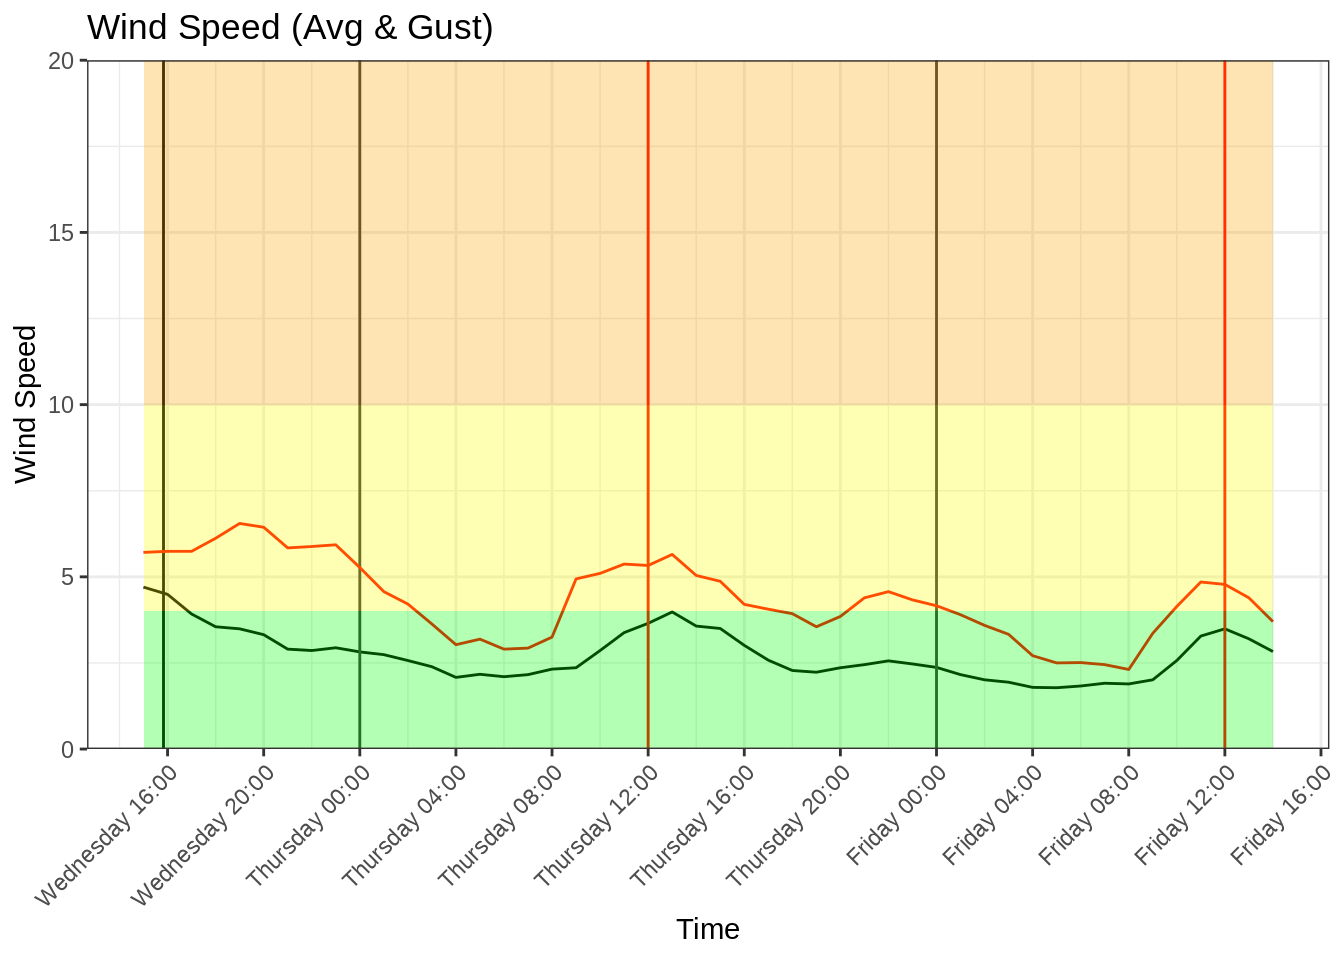 Wind Speed (Avg & Gust)
20
15
10
5
0
Wind Speed
Wednesday 16:00
Wednesday 20:00
Thursday 00:00
Thursday 04:00
Thursday 08:00
Thursday 12:00
Thursday 16:00
Thursday 20:00
Friday 00:00
Friday 04:00
Friday 08:00
Friday 12:00
Friday 16:00
Time